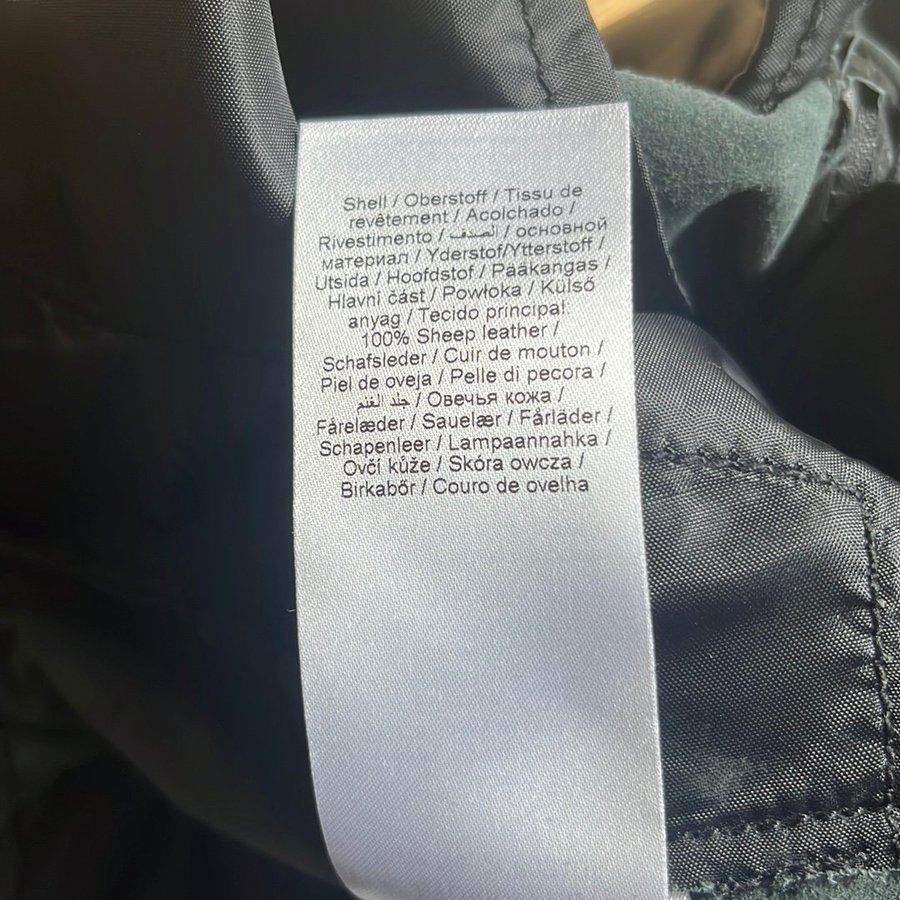 Shell / Oberstoff / Tissu de
revêtement / Acolchado /
Rivestimento / الصدف / основной
материал / Yderstof/Ytterstoff /
Utsida / Hoofdstof / Pääkangas /
Hlavní část / Powłoka / Külső
anyag / Tecido principal:
100% Sheep leather /
Schafsleder / Cuir de mouton /
Piel de oveja / Pelle di pecora /
جلد الغنم / Овечья кожа /
Fårelæder / Sauelær / Fårläder /
Schapenleer / Lampaannahka /
Ovčí kůže / Skóra owcza /
Birkabőr / Couro de ovelha